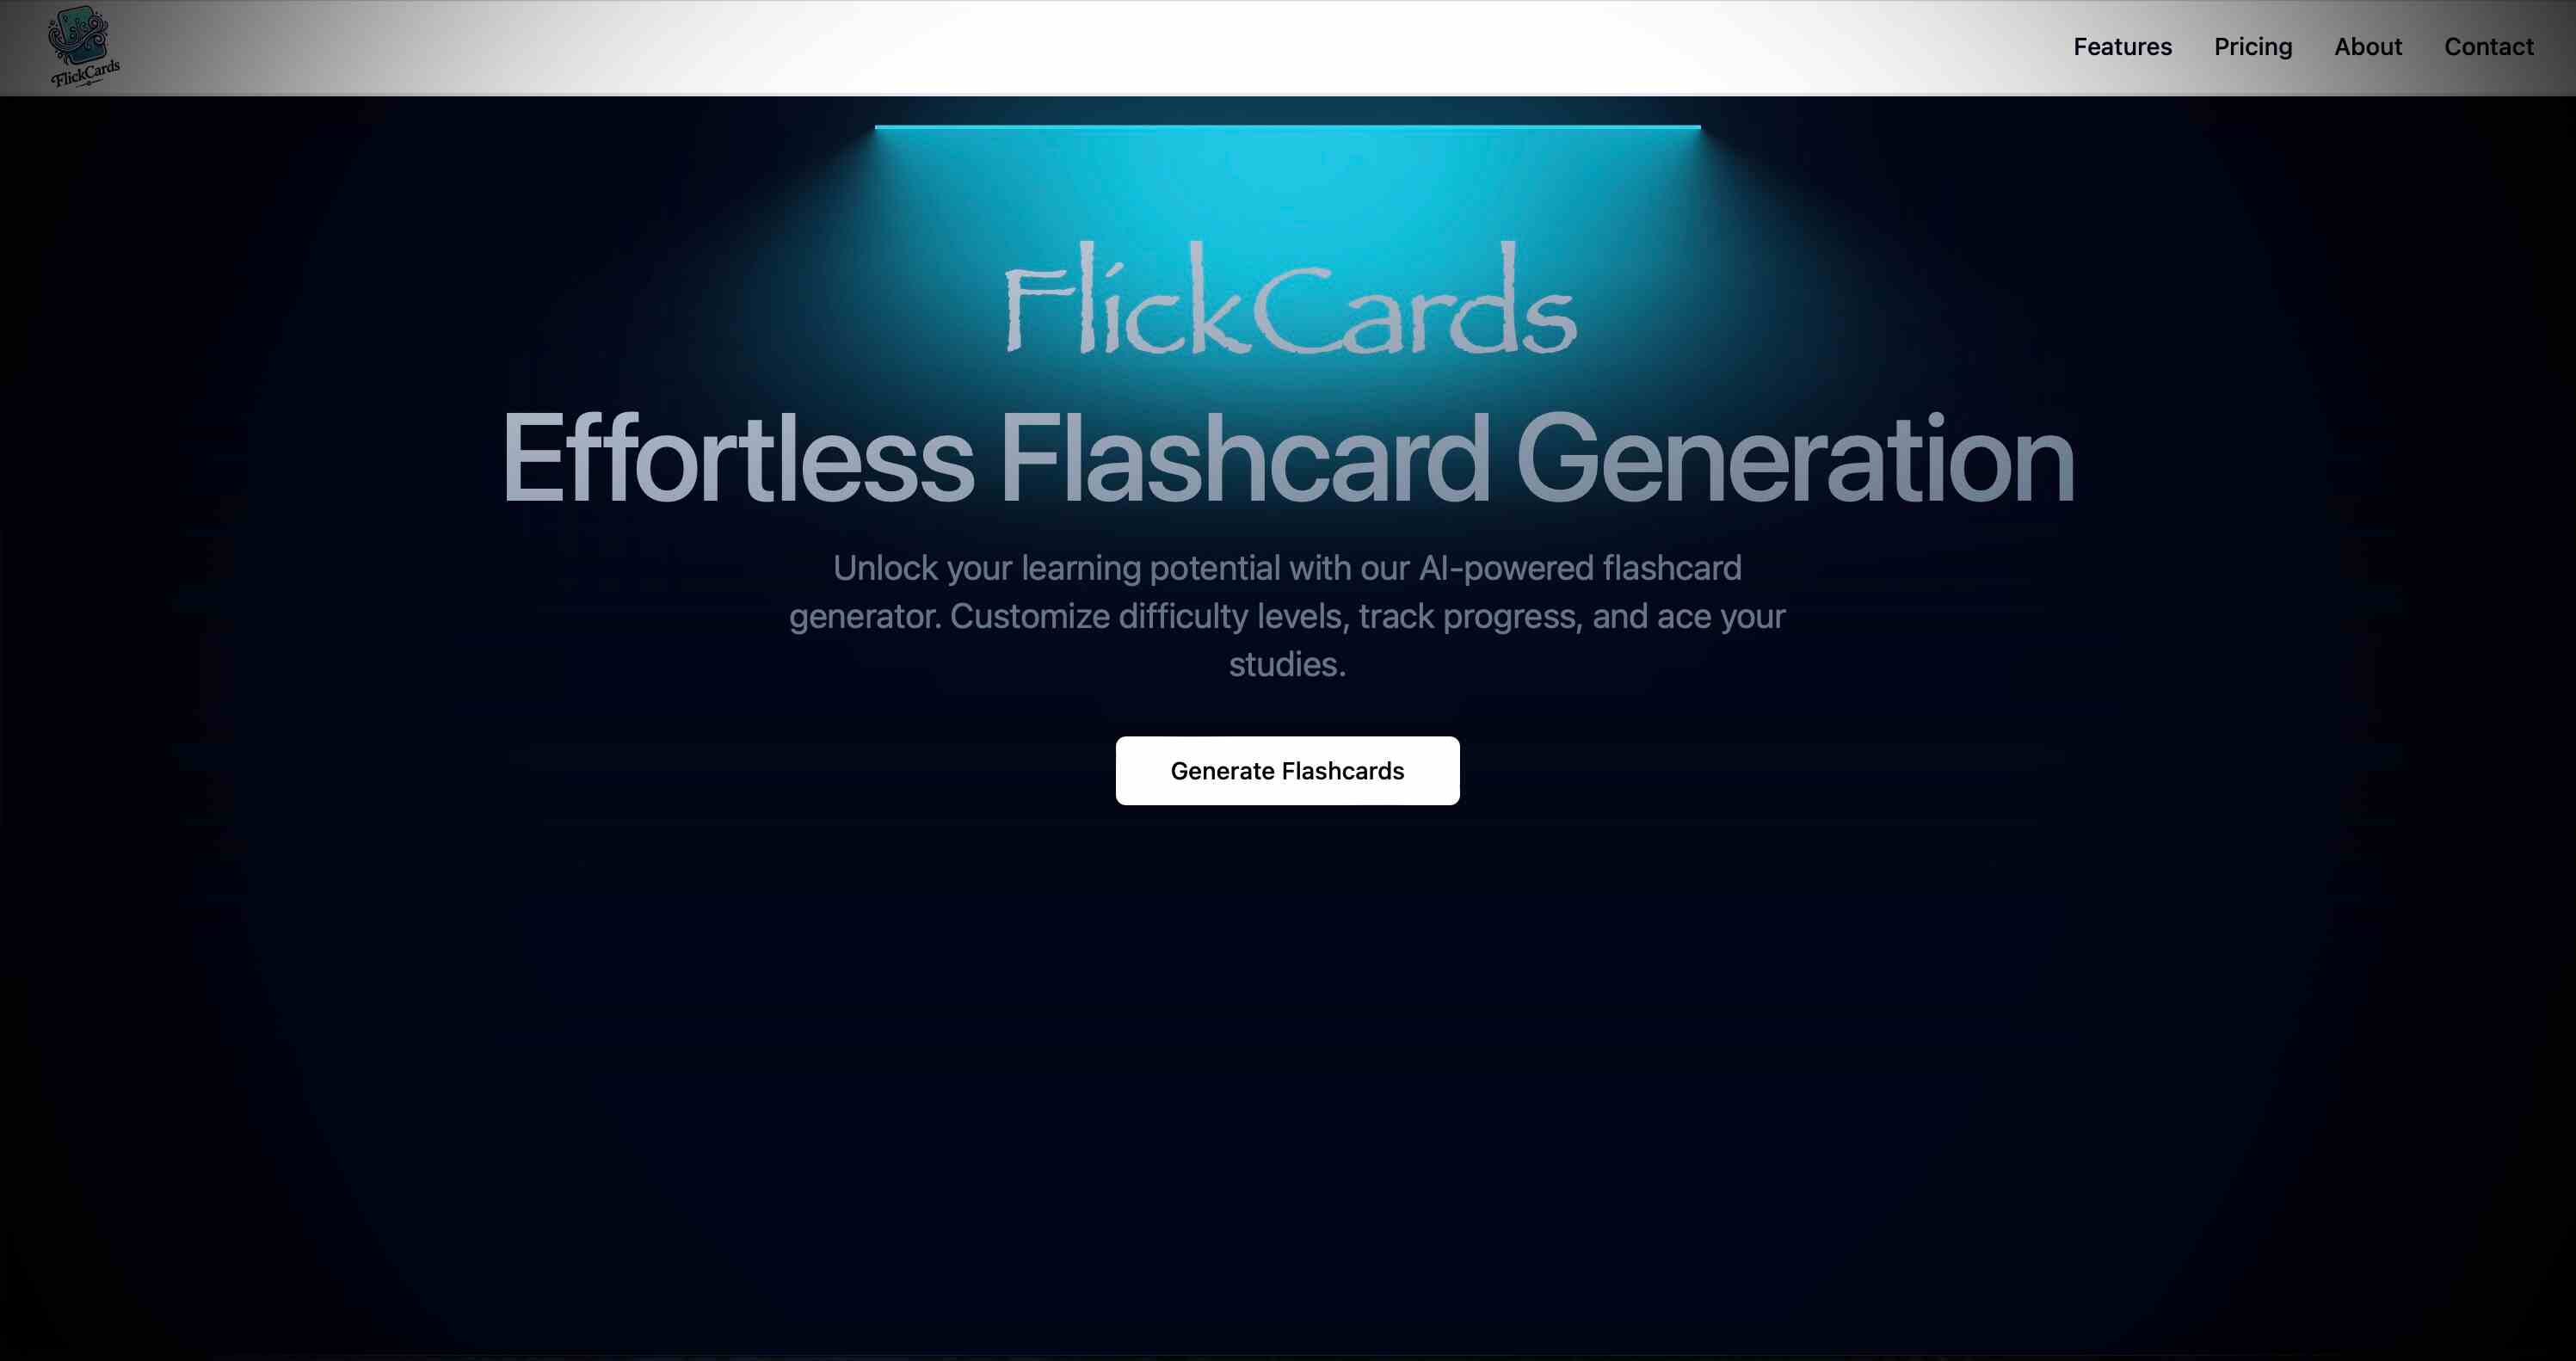 FlickCards
Features Pricing About Contact
FlickCards
Effortless Flashcard Generation
Unlock your learning potential with our AI-powered flashcard
generator. Customize difficulty levels, track progress, and ace your
studies.
Generate Flashcards